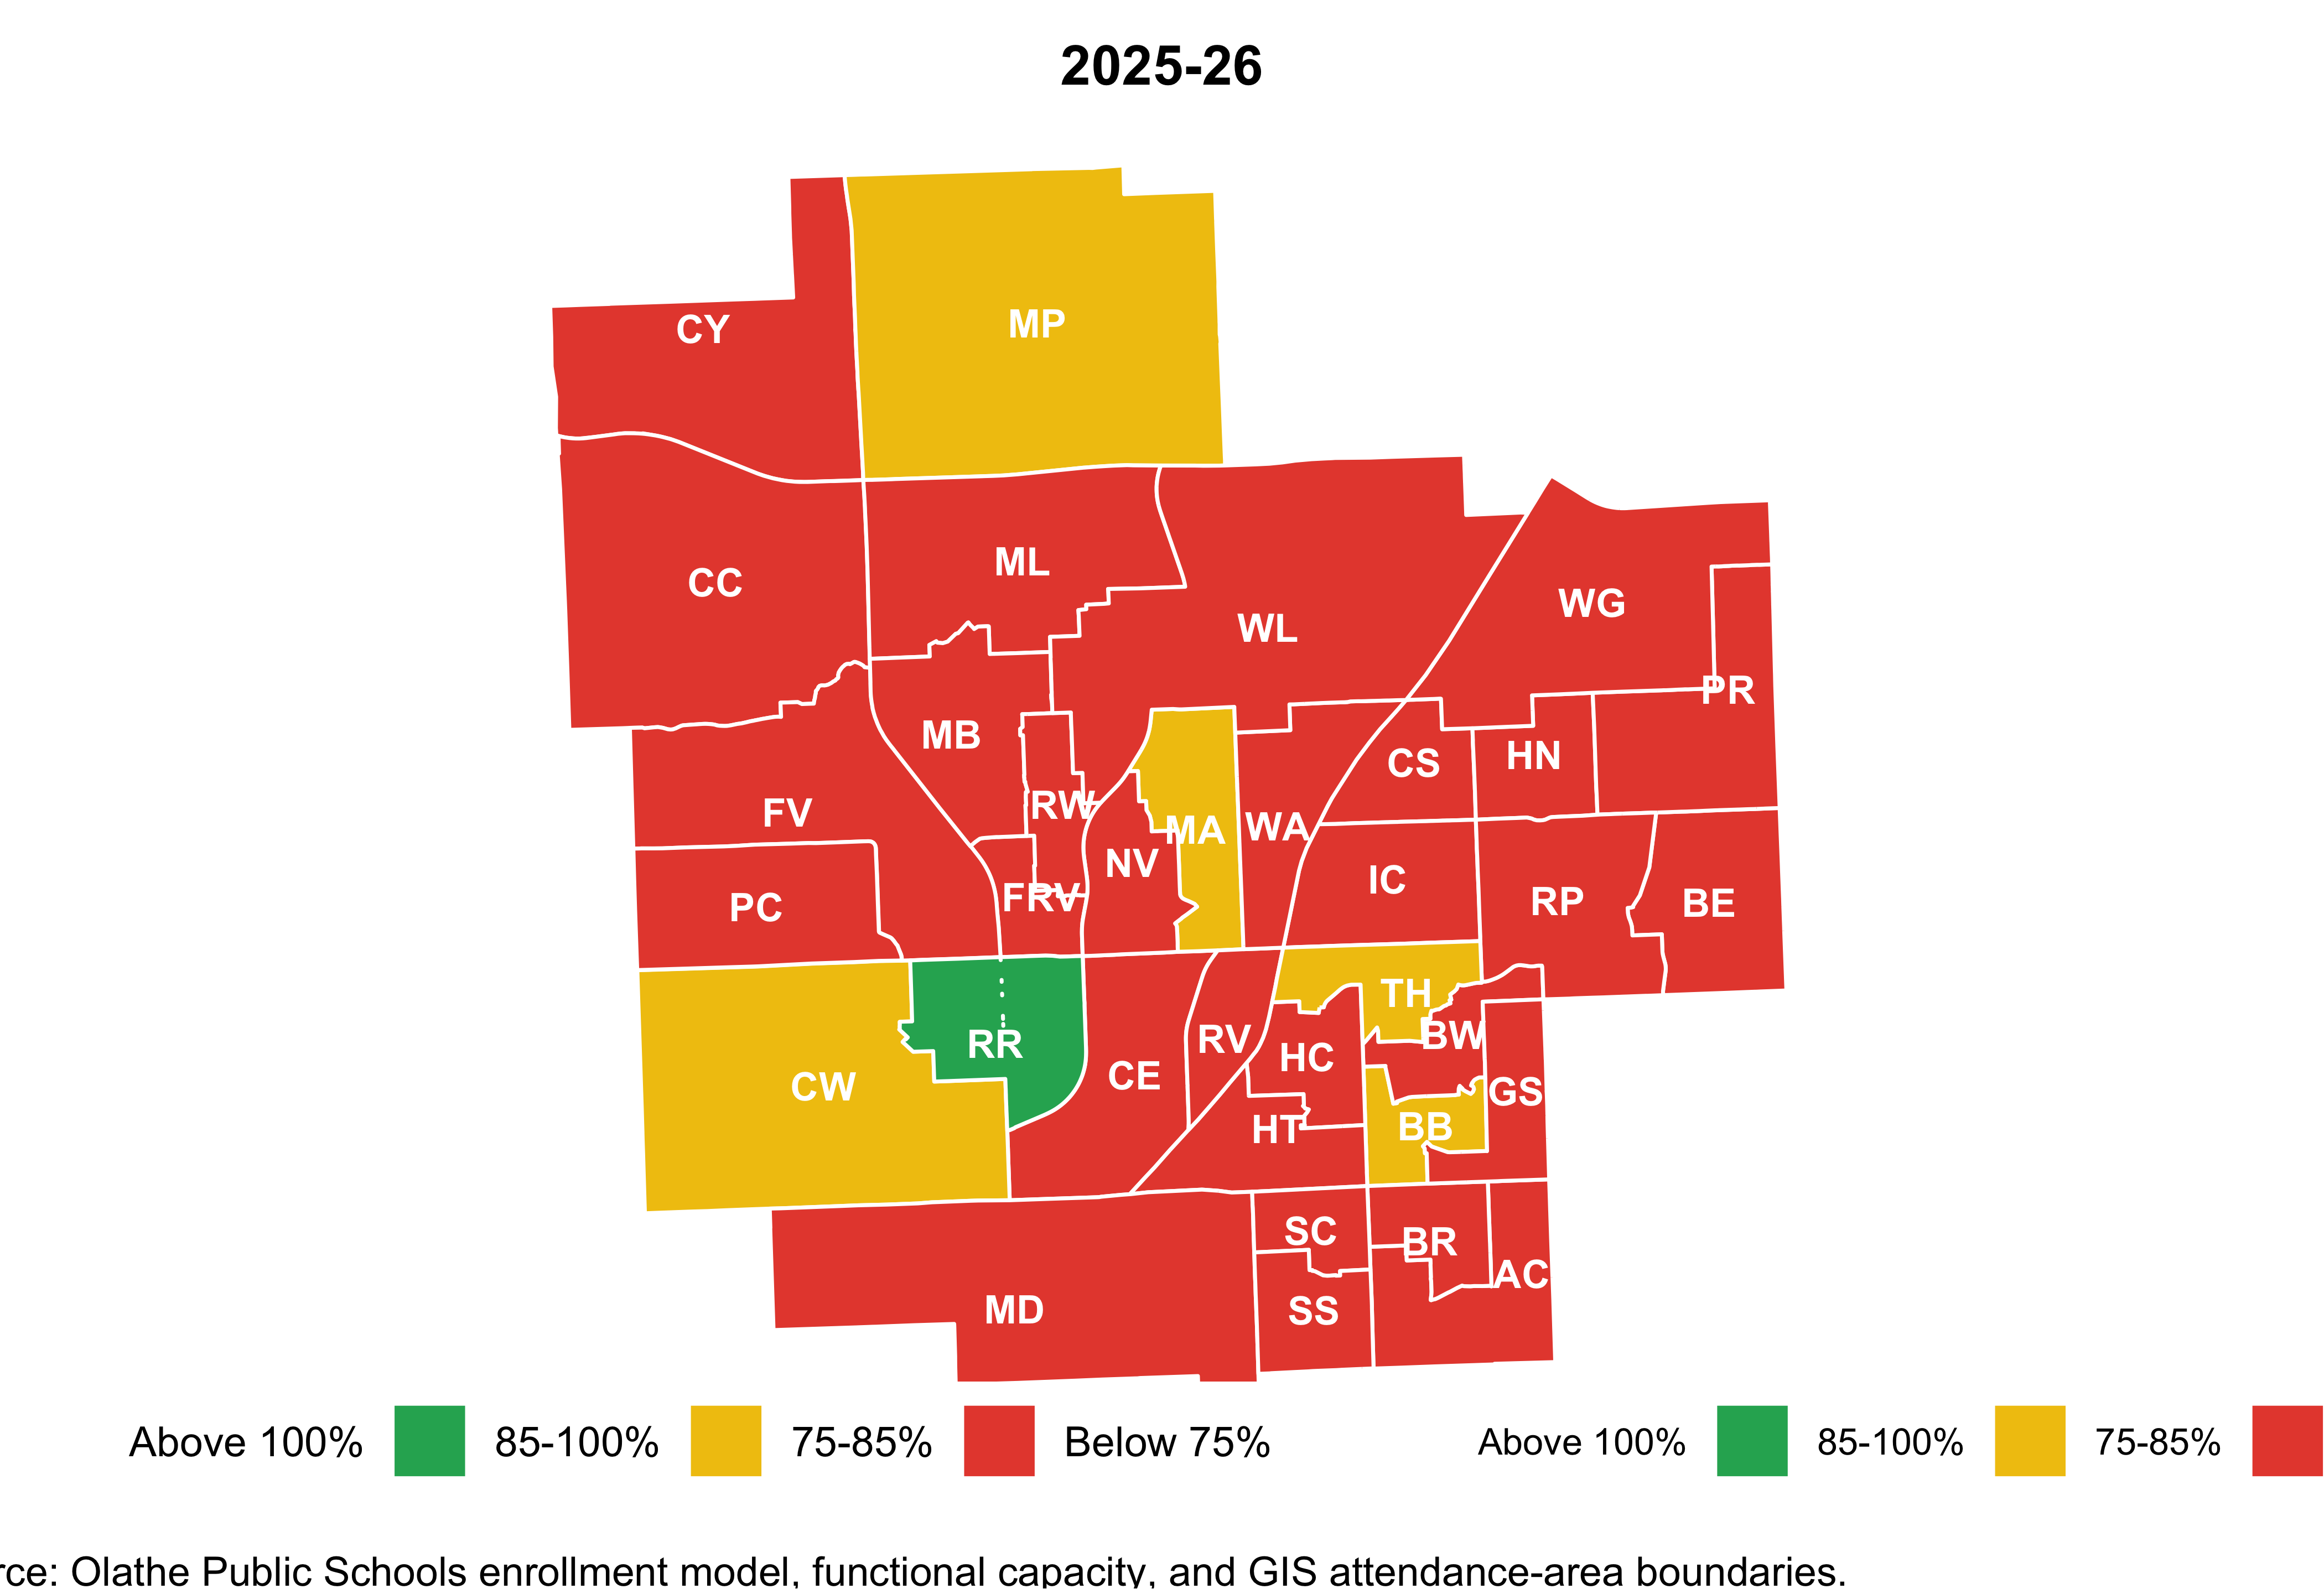 2025-26
CY
MP
CC
ML
WG
WL
PR
MB
CS
HN
FV
RW
MA
WA
NV
IC
PC
FRV
RP
BE
TH
RR
RV
BW
HC
CE
CW
GS
HT
BB
SC
BR
AC
MD
SS
Above 100% 85-100% 75-85% Below 75% Above 100% 85-100% 75-85%
rce: Olathe Public Schools enrollment model, functional capacity, and GIS attendance-area boundaries.